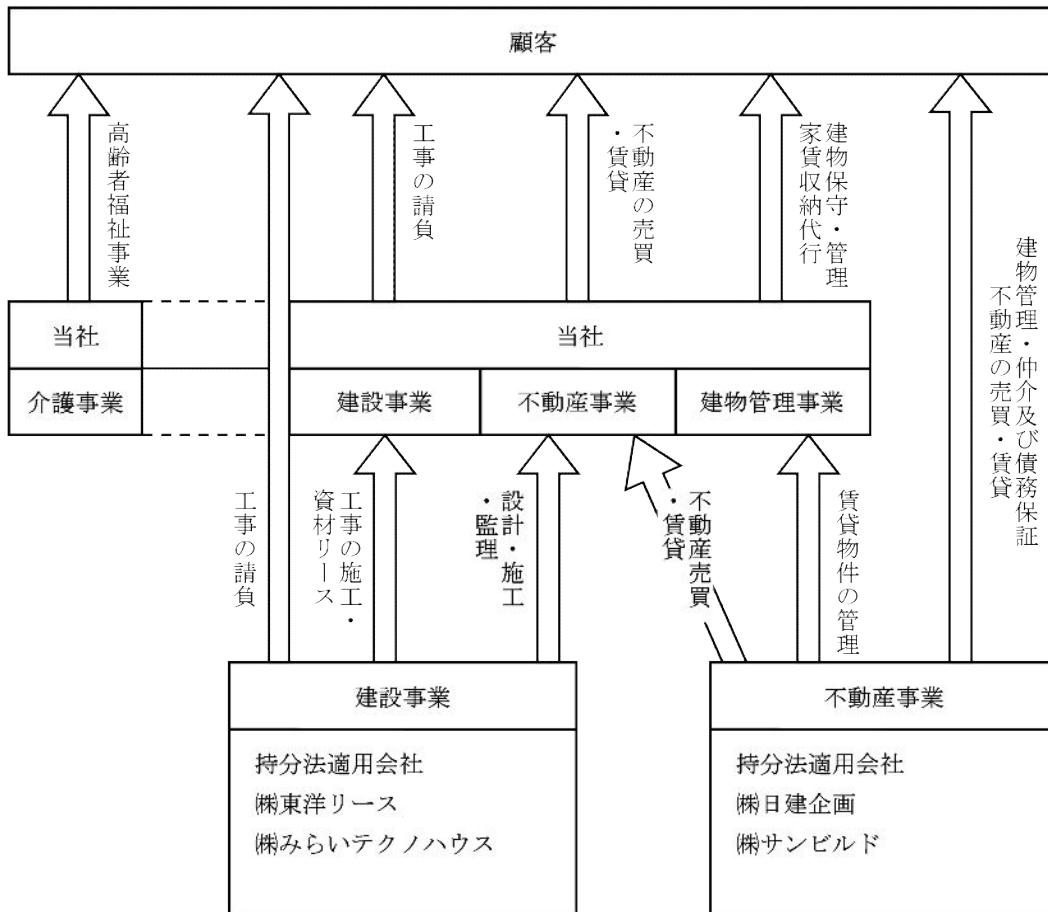 顧客
高齢者福祉事業
工事の請負
工事の請負
不動産の売買
・賃貸
建物保守・管理
家賃収納代行
建物管理・仲介及び債務保証
不動産の売買・賃貸
当社
当社
介護事業
建設事業
不動産事業
建物管理事業
工事の施工・
資材リース
設計・施工
・監理
不動産売買
・賃貸
賃貸物件の管理
建設事業
持分法適用会社
㈱東洋リース
㈱みらいテクノハウス
不動産事業
持分法適用会社
㈱日建企画
㈱サンビルド